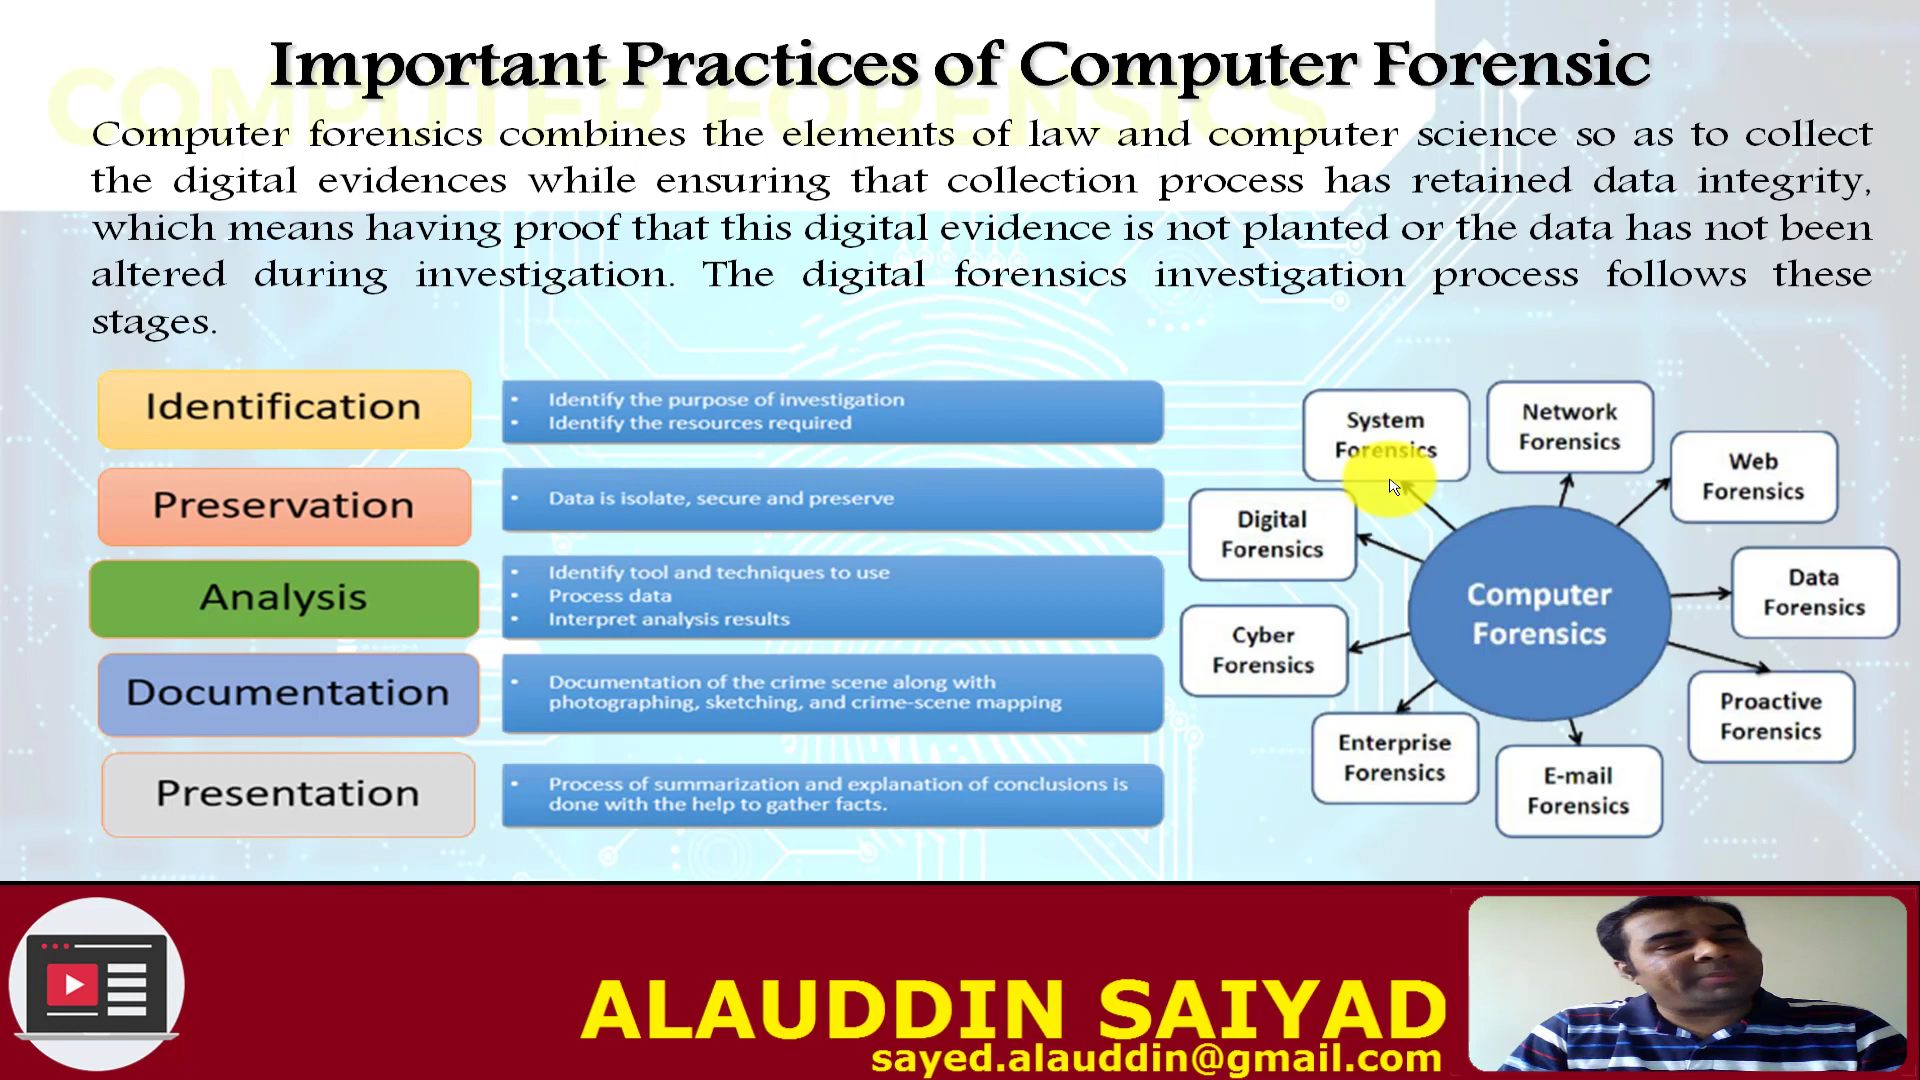 Important Practices of Computer Forensic
COMPUTER FORENSICS
Computer forensics combines the elements of law and computer science so as to collect
the digital evidences while ensuring that collection process has retained data integrity,
which means having proof that this digital evidence is not planted or the data has not been
altered during investigation. The digital forensics investigation process follows these
stages.
Identification
• Identify the purpose of investigation
• Identify the resources required
Preservation
• Data is isolate, secure and preserve
Analysis
• Identify tool and techniques to use
• Process data
• Interpret analysis results
Documentation
• Documentation of the crime scene along with
photographing, sketching, and crime-scene mapping
Presentation
• Process of summarization and explanation of conclusions is
done with the help to gather facts.
System
Forensics
Network
Forensics
Web
Forensics
Digital
Forensics
Data
Forensics
Computer
Forensics
Cyber
Forensics
Proactive
Forensics
Enterprise
Forensics
E-mail
Forensics
ALAUDDIN SAIYAD
sayed.alauddin@gmail.com